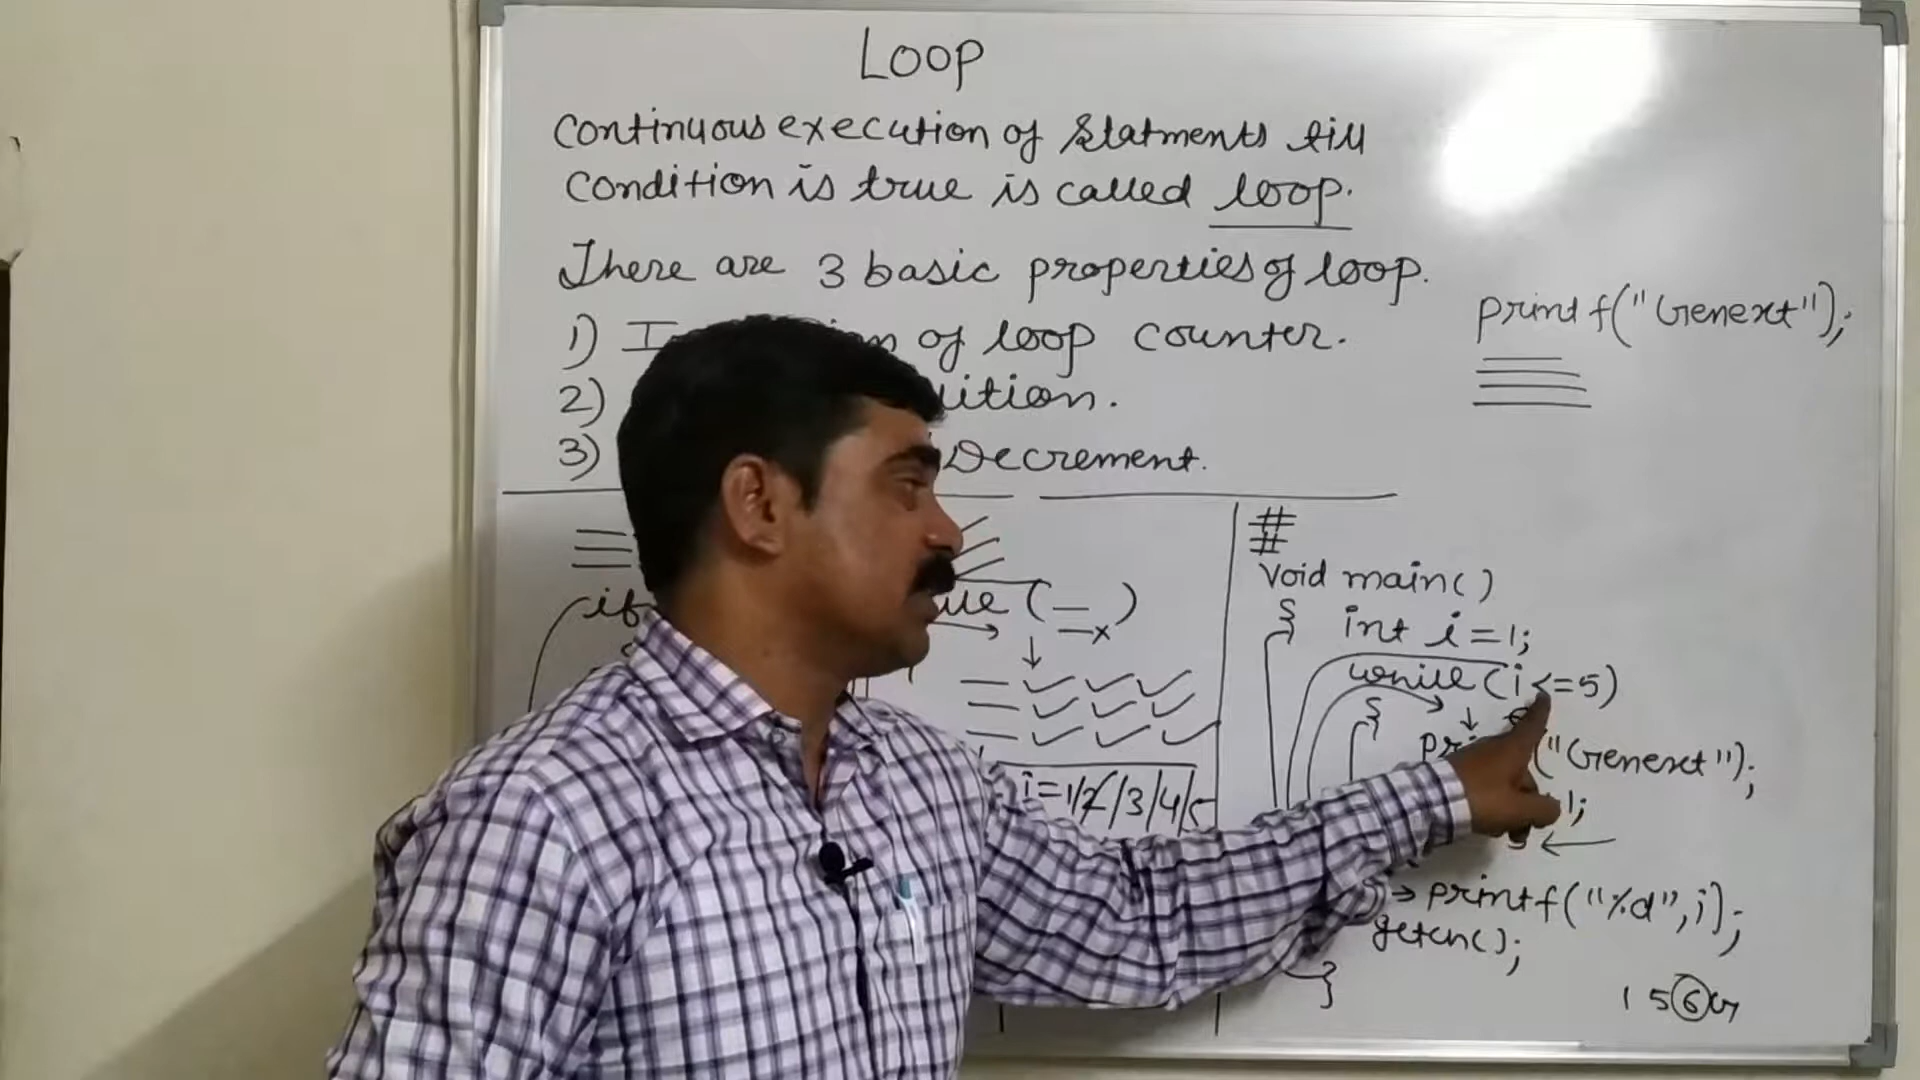 Loop
Continuous execution of Statments till
Condition is true is called loop.
There are 3 basic properties of loop.
1) of loop counter.
2)
3) Decrement.
printf("Genext");
if
(_)
i=1/2/3/4/5
#
#
void main()
{ int i=1;
while(i<=5)
{
("Genext");
1;
→ printf("%d",i);
getch();
}
1 5 6